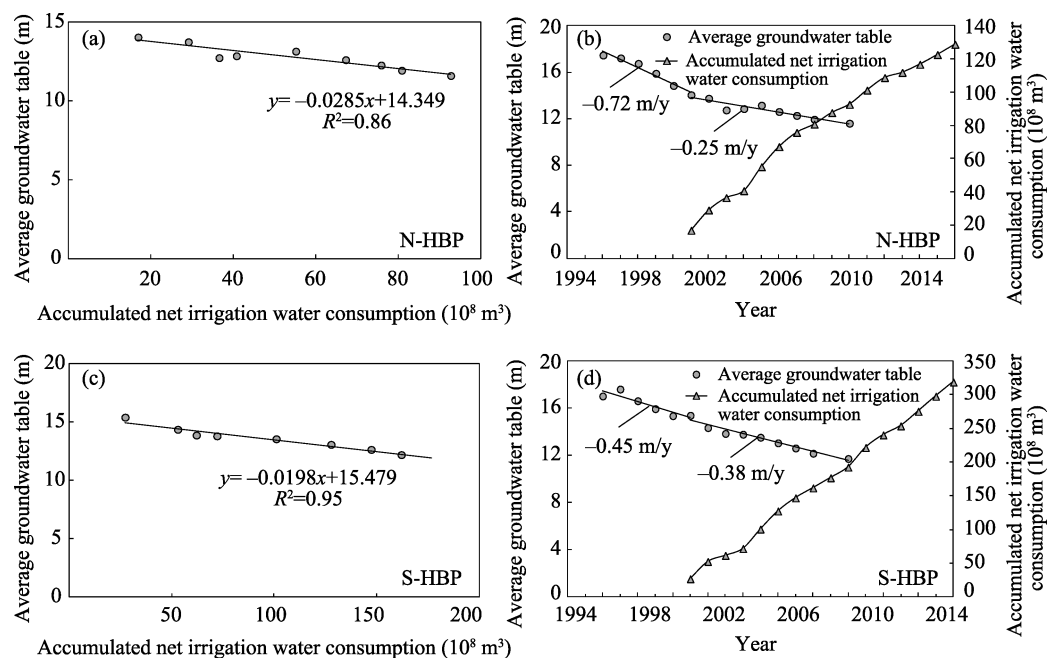 (a)
Average groundwater table (m)
15
10
5
0
y= –0.0285x+14.349
R²=0.86
N-HBP
20 40 60 80 100
Accumulated net irrigation water consumption (10⁸ m³)
(b)
Average groundwater table (m)
20
16
12
8
4
0
Average groundwater table
Accumulated net irrigation
water consumption
–0.72 m/y
–0.25 m/y
N-HBP
140
120
100
80
60
40
20
0
Accumulated net irrigation water
consumption (10⁸ m³)
1994 1998 2002 2006 2010 2014
Year
(c)
Average groundwater table (m)
20
15
10
5
0
y= –0.0198x+15.479
R²=0.95
S-HBP
50 100 150 200
Accumulated net irrigation water consumption (10⁸ m³)
(d)
Average groundwater table (m)
20
16
12
8
4
0
Average groundwater table
Accumulated net irrigation
water consumption
–0.45 m/y
–0.38 m/y
S-HBP
350
300
250
200
150
100
50
0
Accumulated net irrigation water
consumption (10⁸ m³)
1994 1998 2002 2006 2010 2014
Year